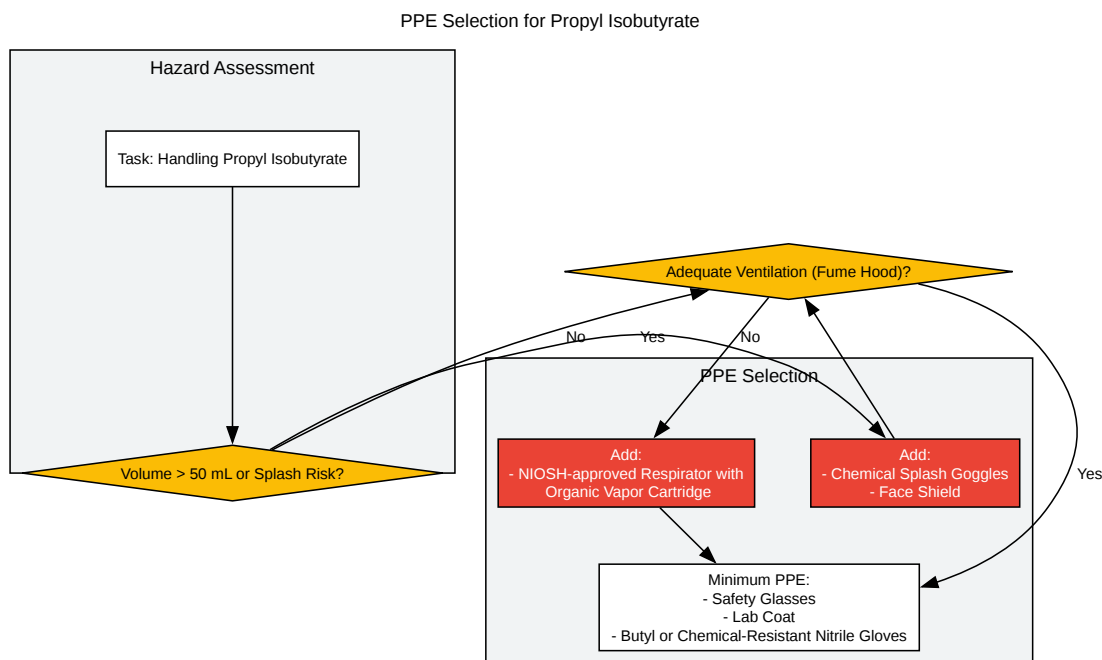 PPE Selection for Propyl Isobutyrate
Hazard Assessment
Task: Handling Propyl Isobutyrate
Volume > 50 mL or Splash Risk?
Adequate Ventilation (Fume Hood)?
No
Yes
No
Yes
PPE Selection
Add:
- NIOSH-approved Respirator with
Organic Vapor Cartridge
Add:
- Chemical Splash Goggles
- Face Shield
Minimum PPE:
- Safety Glasses
- Lab Coat
- Butyl or Chemical-Resistant Nitrile Gloves